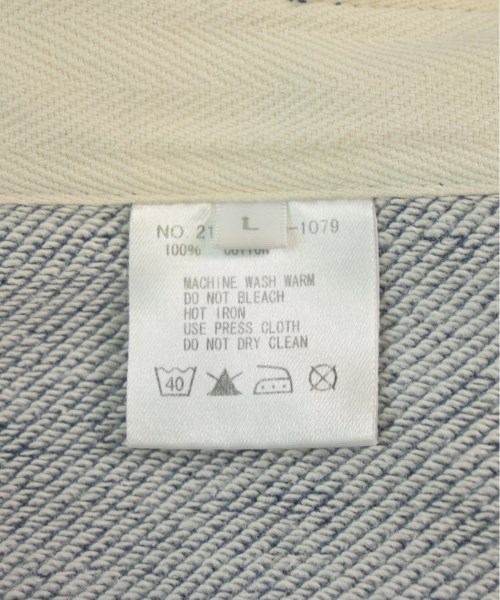 L
NO. 21 -1079
100% COTTON
MACHINE WASH WARM
DO NOT BLEACH
HOT IRON
USE PRESS CLOTH
DO NOT DRY CLEAN
40